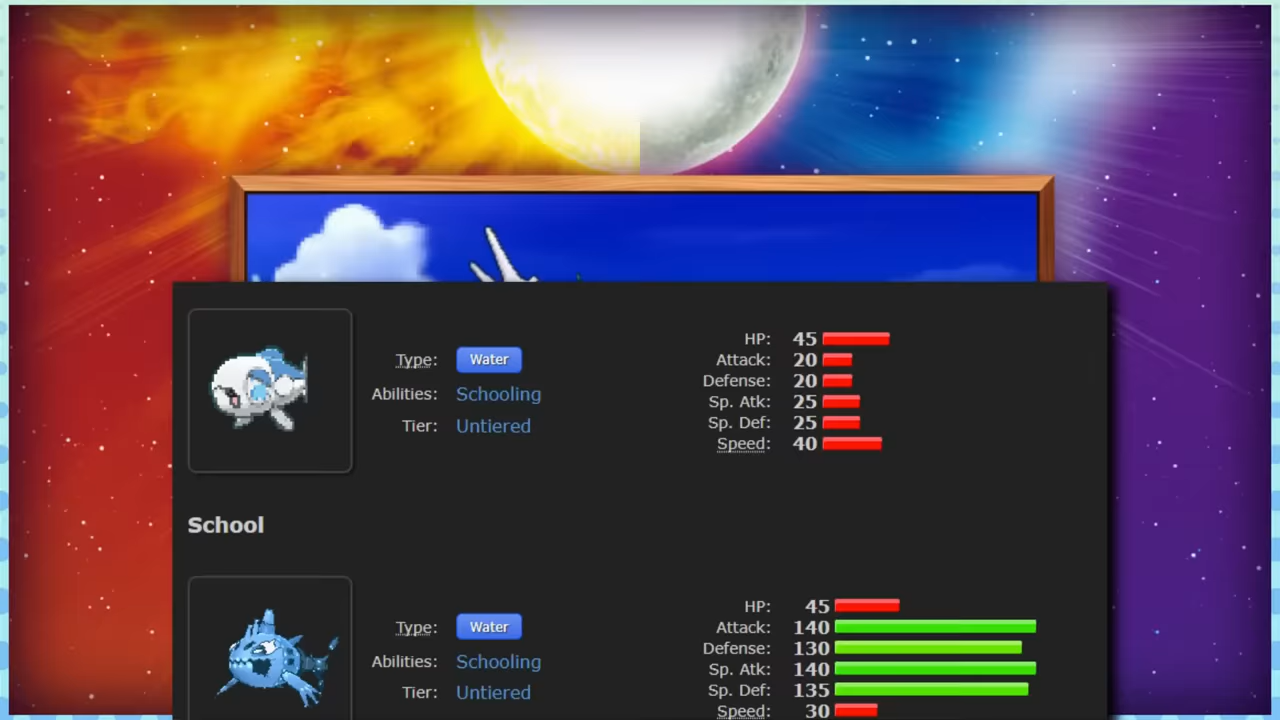 Type: Water
Abilities: Schooling
Tier: Untiered
HP: 45
Attack: 20
Defense: 20
Sp. Atk: 25
Sp. Def: 25
Speed: 40
School
Type: Water
Abilities: Schooling
Tier: Untiered
HP: 45
Attack: 140
Defense: 130
Sp. Atk: 140
Sp. Def: 135
Speed: 30